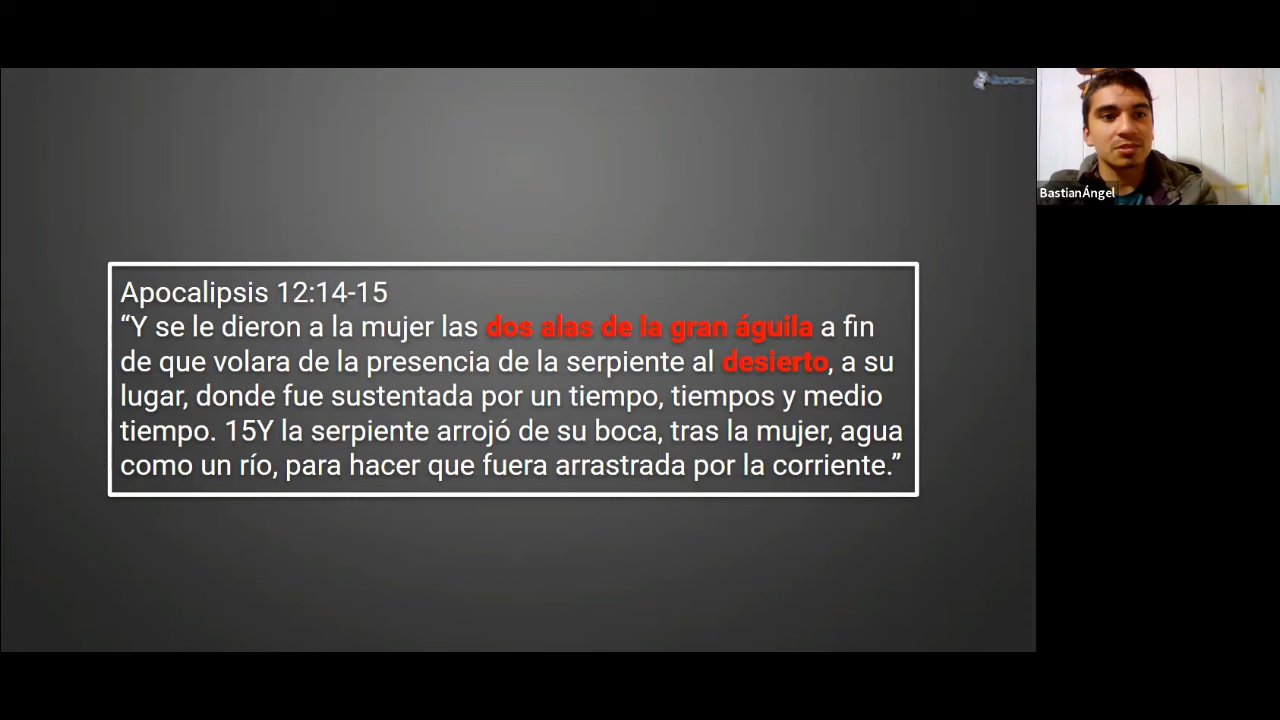 Apocalipsis 12:14-15
“Y se le dieron a la mujer las dos alas de la gran águila a fin
de que volara de la presencia de la serpiente al desierto, a su
lugar, donde fue sustentada por un tiempo, tiempos y medio
tiempo. 15Y la serpiente arrojó de su boca, tras la mujer, agua
como un río, para hacer que fuera arrastrada por la corriente.”
BastianÁngel